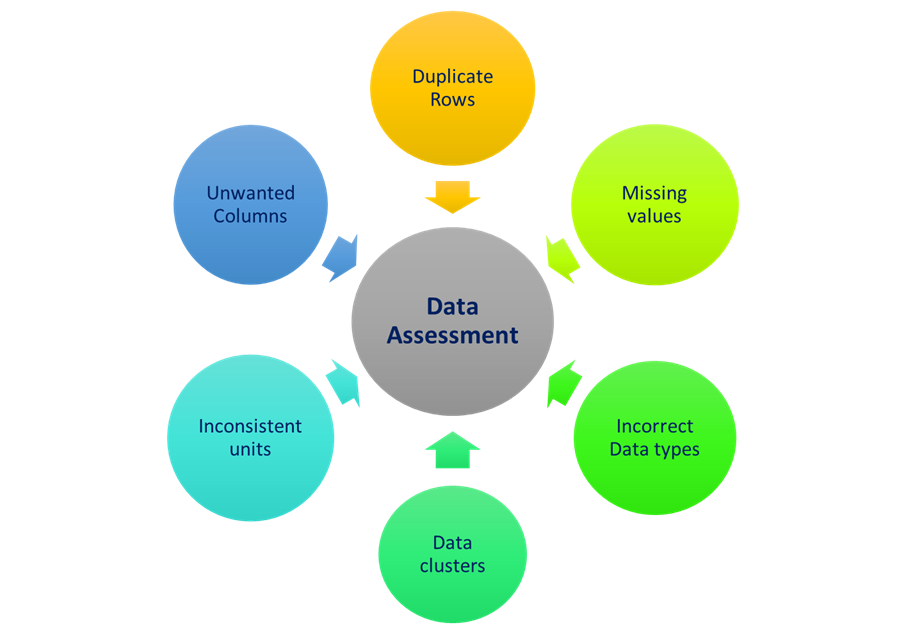 Duplicate
Rows
Unwanted
Columns
Missing
values
Data
Assessment
Inconsistent
units
Incorrect
Data types
Data
clusters